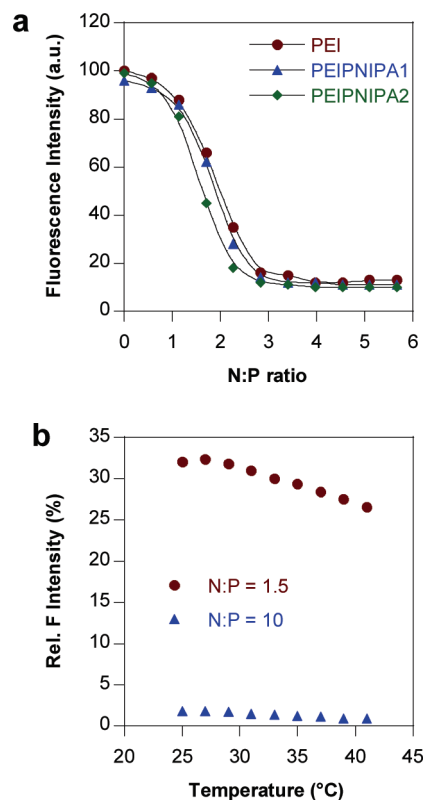 a
Fluorescence Intensity (a.u.)
120
100
80
60
40
20
0
PEI
PEIPNIPA1
PEIPNIPA2
0 1 2 3 4 5 6
N:P ratio
b
Rel. F Intensity (%)
35
30
25
20
15
10
5
0
N:P = 1.5
N:P = 10
20 25 30 35 40 45
Temperature (°C)